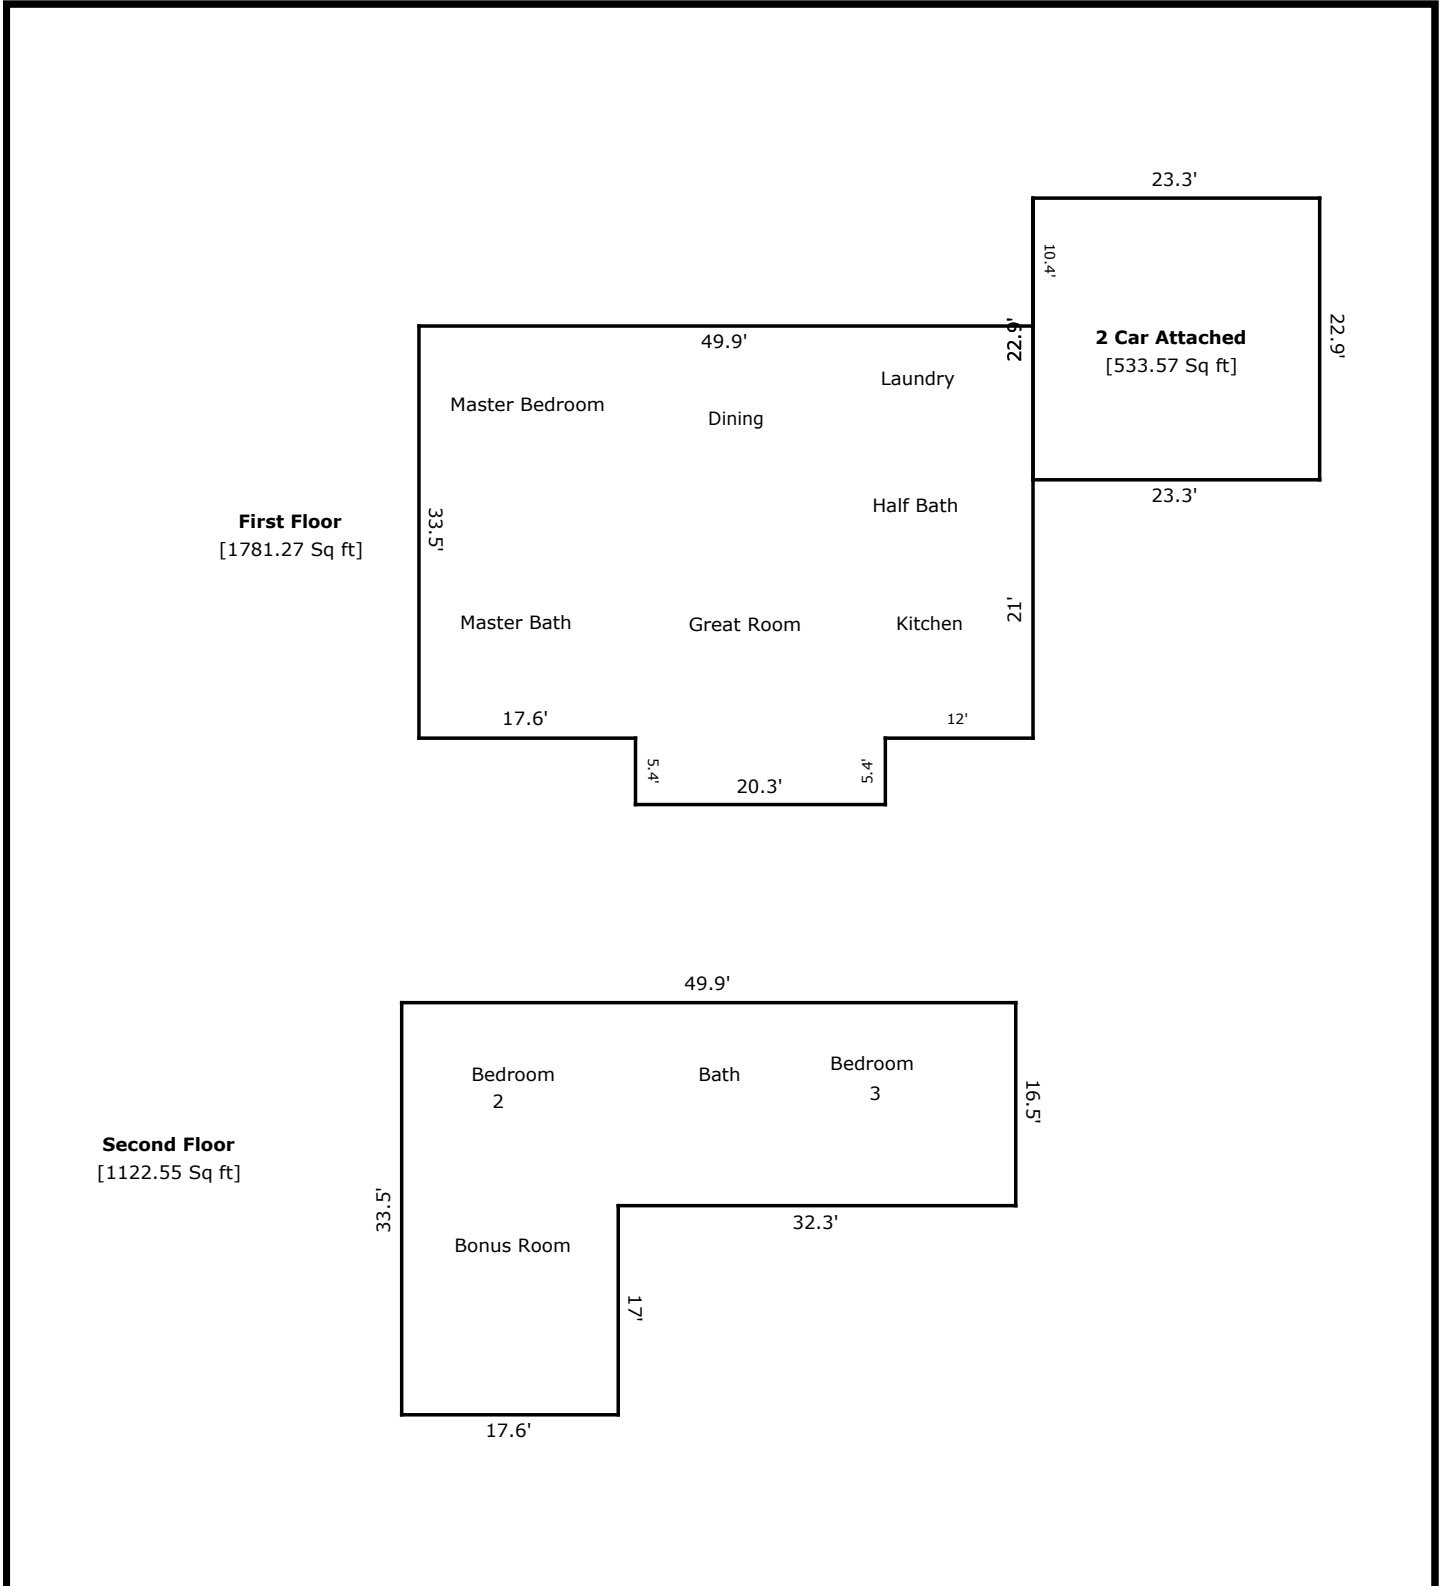 23.3'
10.4'
22.9'
22.9'
2 Car Attached
[533.57 Sq ft]
49.9'
Laundry
Master Bedroom
Dining
23.3'
Half Bath
First Floor
[1781.27 Sq ft]
33.5'
21'
Master Bath
Great Room
Kitchen
17.6'
12'
5.4'
5.4'
20.3'
49.9'
Bedroom
2
Bath
Bedroom
3
16.5'
Second Floor
[1122.55 Sq ft]
33.5'
32.3'
Bonus Room
17'
17.6'